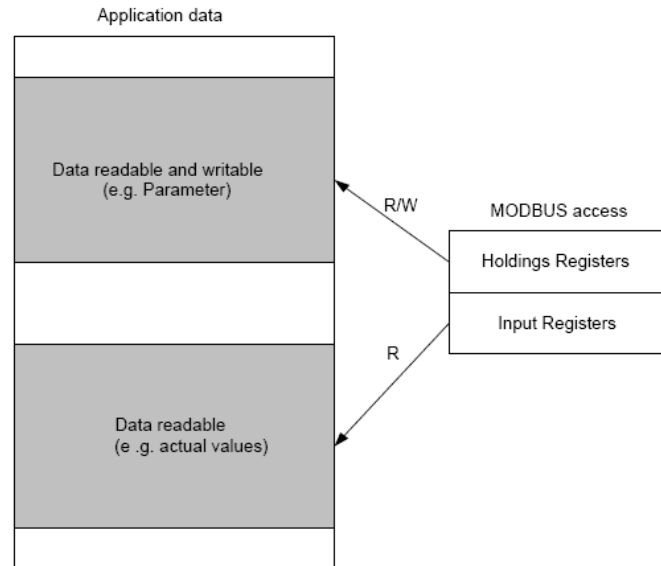 Application data
Data readable and writable
(e.g. Parameter)
R/W
MODBUS access
Holdings Registers
Input Registers
R
Data readable
(e .g. actual values)